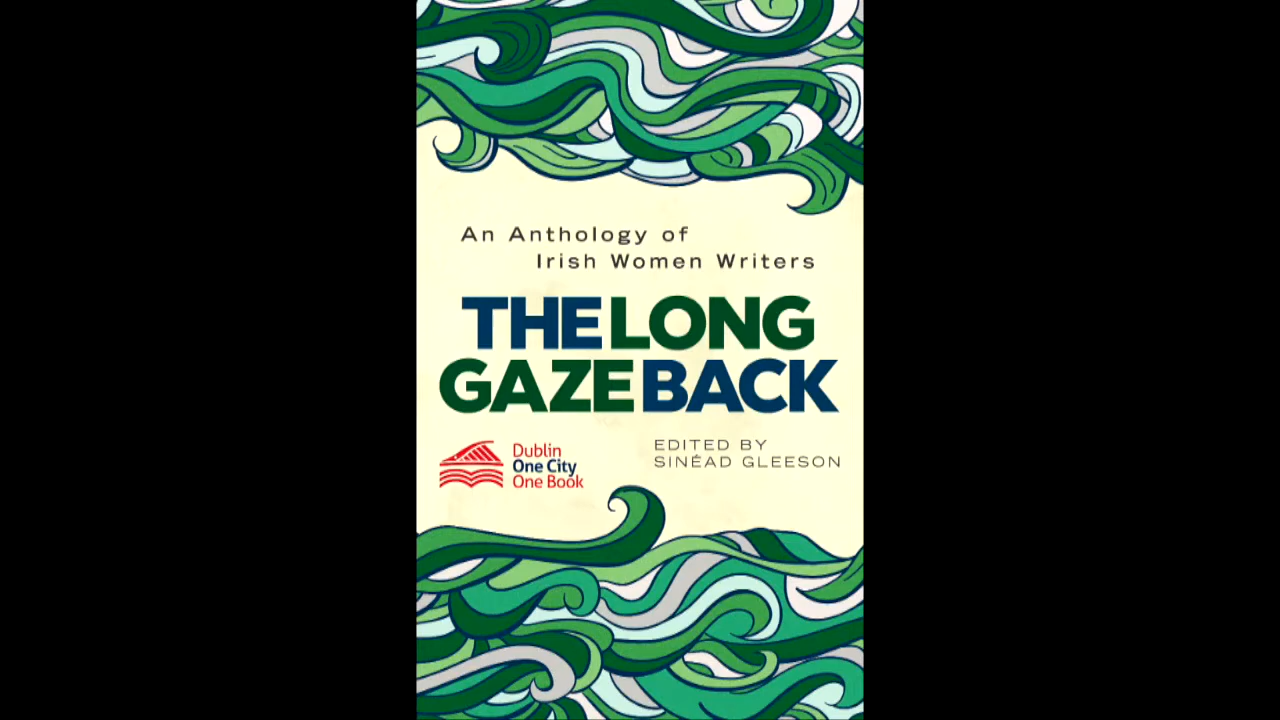 An Anthology of
Irish Women Writers
THE LONG
GAZE BACK
Dublin
One City
One Book
EDITED BY
SINÉAD GLEESON